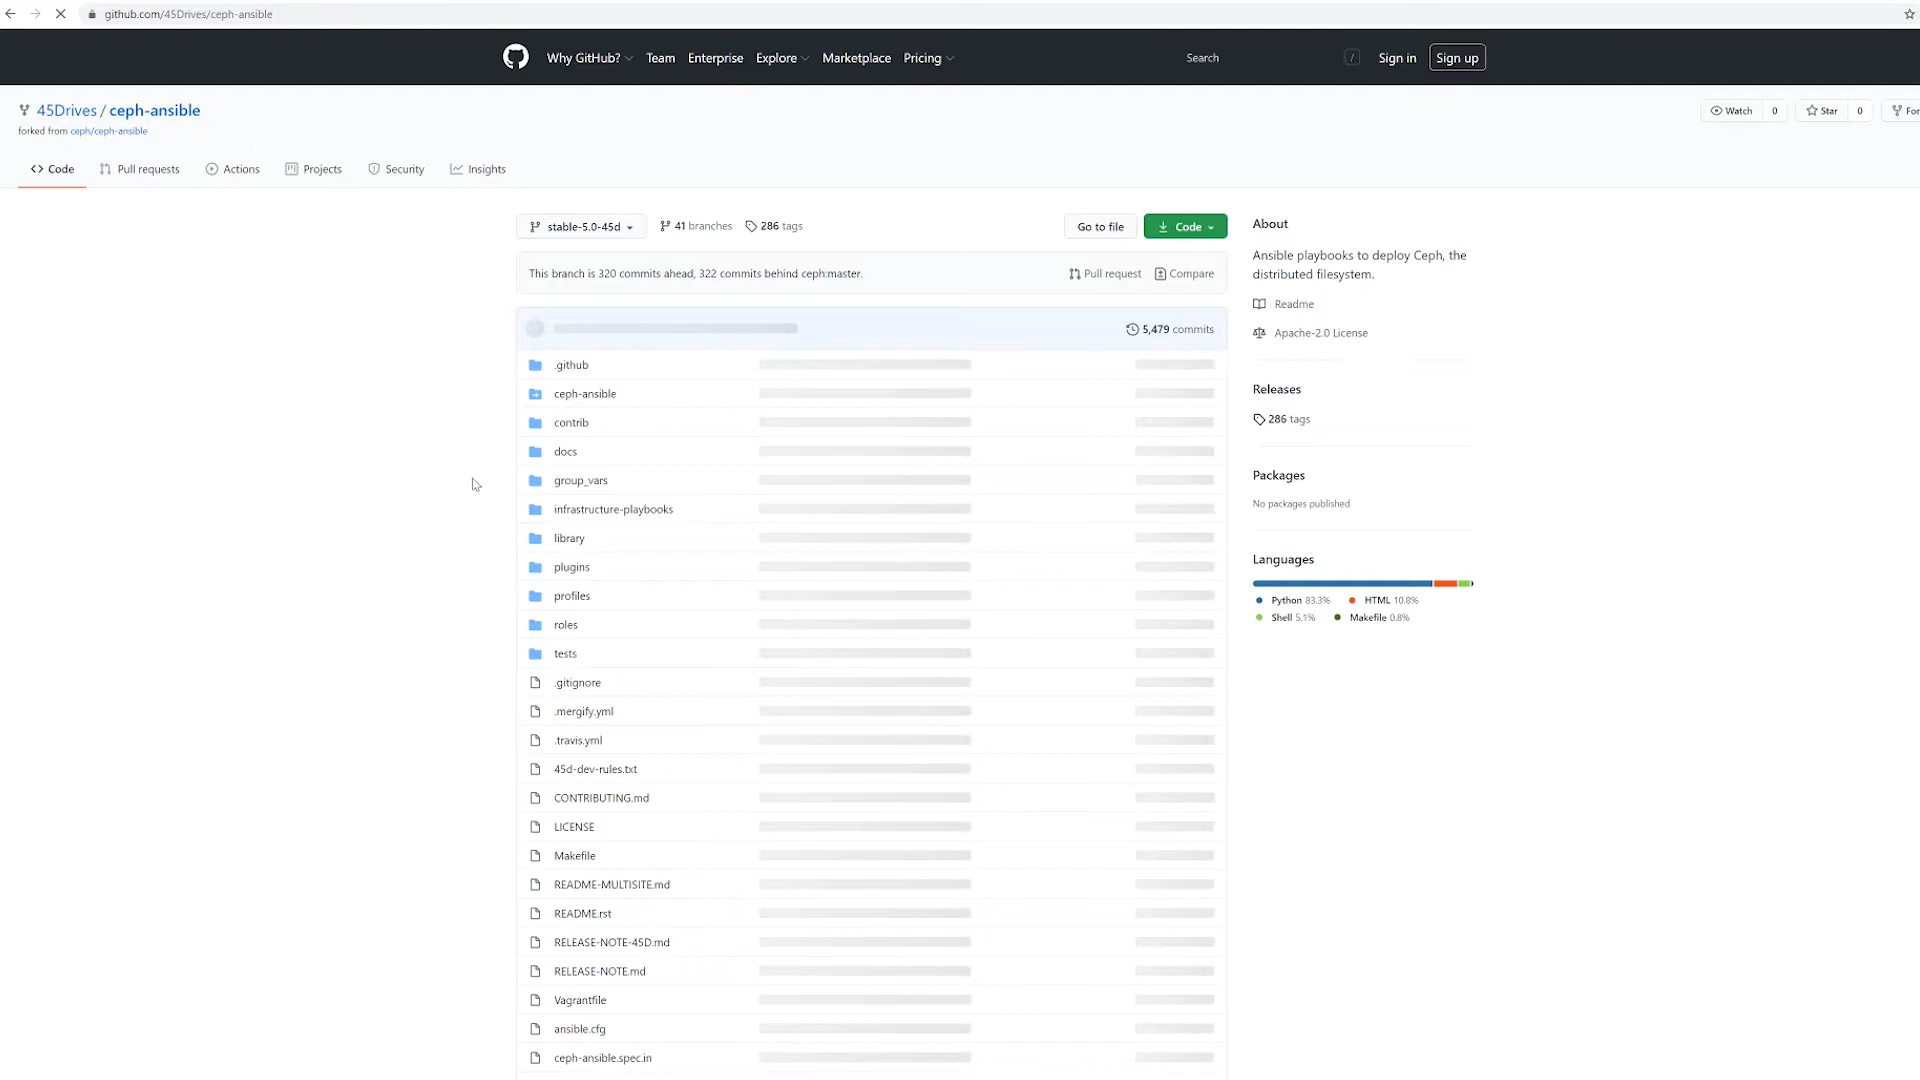 github.com/45Drives/ceph-ansible
Why GitHub? Team Enterprise Explore Marketplace Pricing Search / Sign in Sign up
45Drives / ceph-ansible Watch 0 Star 0 For
forked from ceph/ceph-ansible
Code Pull requests Actions Projects Security Insights
stable-5.0-45d 41 branches 286 tags Go to file Code
This branch is 320 commits ahead, 322 commits behind ceph:master. Pull request Compare
5,479 commits
.github
ceph-ansible
contrib
docs
group_vars
infrastructure-playbooks
library
plugins
profiles
roles
tests
.gitignore
.mergify.yml
.travis.yml
45d-dev-rules.txt
CONTRIBUTING.md
LICENSE
Makefile
README-MULTISITE.md
README.rst
RELEASE-NOTE-45D.md
RELEASE-NOTE.md
Vagrantfile
ansible.cfg
ceph-ansible.spec.in
About
Ansible playbooks to deploy Ceph, the
distributed filesystem.
Readme
Apache-2.0 License
Releases
286 tags
Packages
No packages published
Languages
Python 83.3% HTML 10.8%
Shell 5.1% Makefile 0.8%